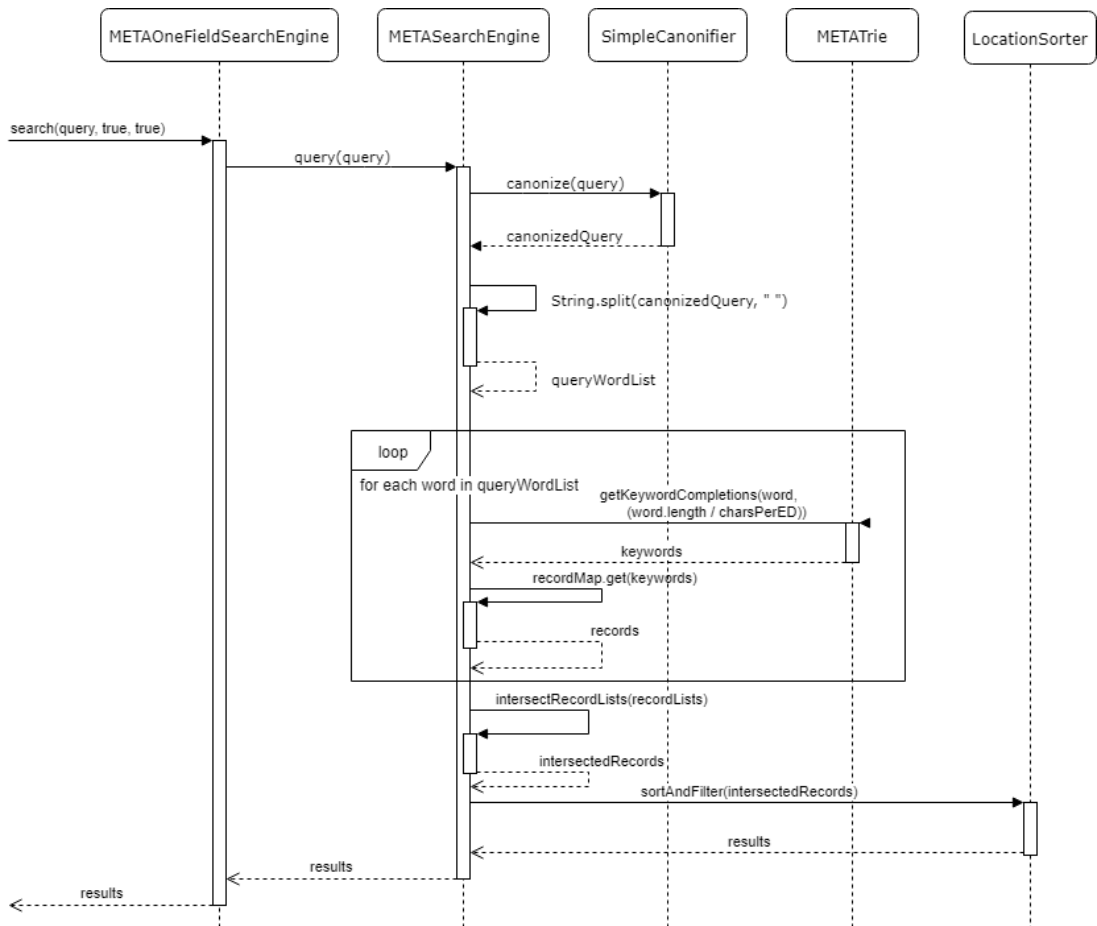 METAOneFieldSearchEngine
METASearchEngine
SimpleCanonifier
METATrie
LocationSorter
search(query, true, true)
query(query)
canonize(query)
canonizedQuery
String.split(canonizedQuery, " ")
queryWordList
loop
for each word in queryWordList
getKeywordCompletions(word,
(word.length / charsPerED))
keywords
recordMap.get(keywords)
records
intersectRecordLists(recordLists)
intersectedRecords
sortAndFilter(intersectedRecords)
results
results
results